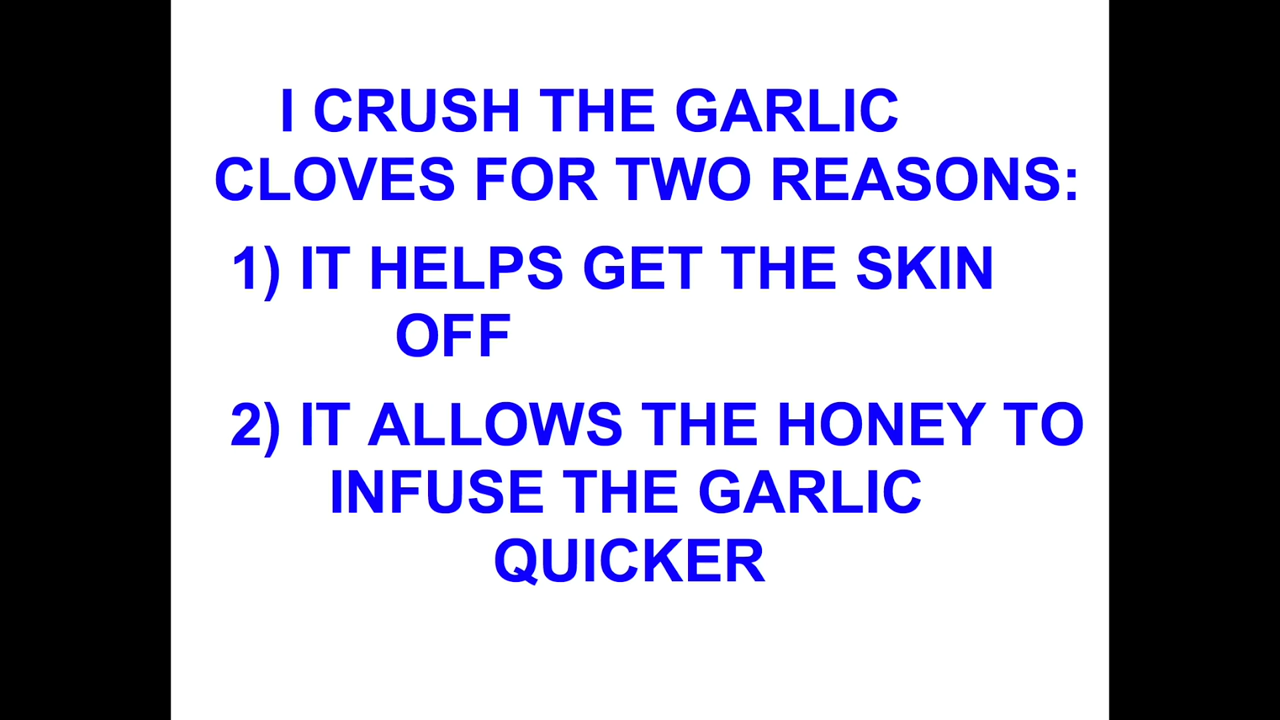 I CRUSH THE GARLIC
CLOVES FOR TWO REASONS:
1) IT HELPS GET THE SKIN
OFF
2) IT ALLOWS THE HONEY TO
INFUSE THE GARLIC
QUICKER